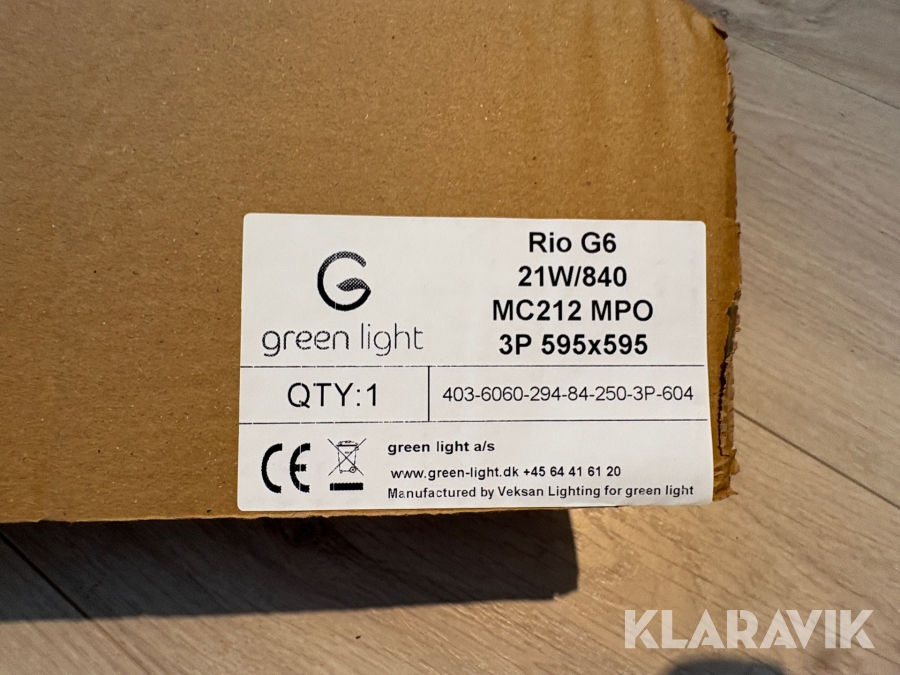 green light
Rio G6
21W/840
MC212 MPO
3P 595x595
QTY:1
403-6060-294-84-250-3P-604
CE
green light a/s
www.green-light.dk +45 64 41 61 20
Manufactured by Veksan Lighting for green light
KLARAVIK